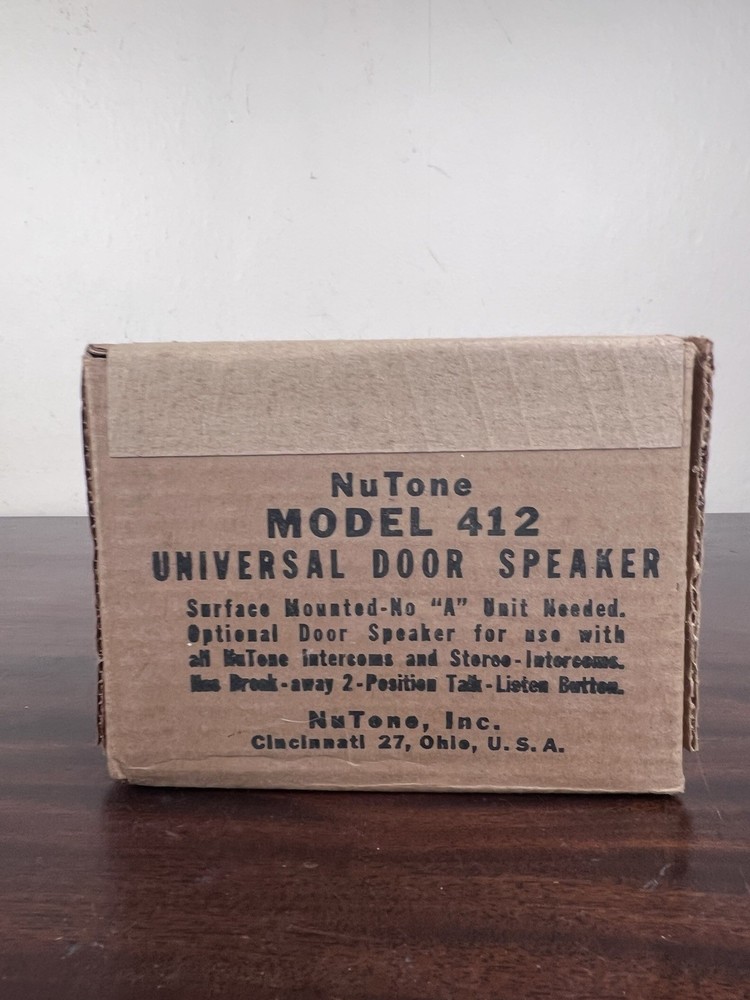 NuTone
MODEL 412
UNIVERSAL DOOR SPEAKER
Surface Mounted-No "A" Unit Needed.
Optional Door Speaker for use with
all NuTone Intercoms and Stereo-Intercoms.
Has Break-away 2-Position Talk-Listen Button.
NuTone, Inc.
Cincinnati 27, Ohio, U. S. A.